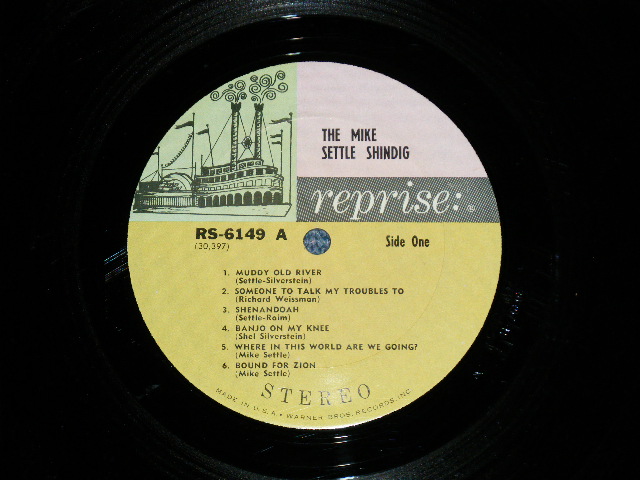 THE MIKE
SETTLE SHINDIG
reprise:
RS-6149 A
(30,397)
Side One
1. MUDDY OLD RIVER
(Settle-Silverstein)
2. SOMEONE TO TALK MY TROUBLES TO
(Richard Weissman)
3. SHENANDOAH
(Settle-Raim)
4. BANJO ON MY KNEE
(Shel Silverstein)
5. WHERE IN THIS WORLD ARE WE GOING?
(Mike Settle)
6. BOUND FOR ZION
(Mike Settle)
STEREO
MADE IN U.S.A. • WARNER BROS. RECORDS, INC.